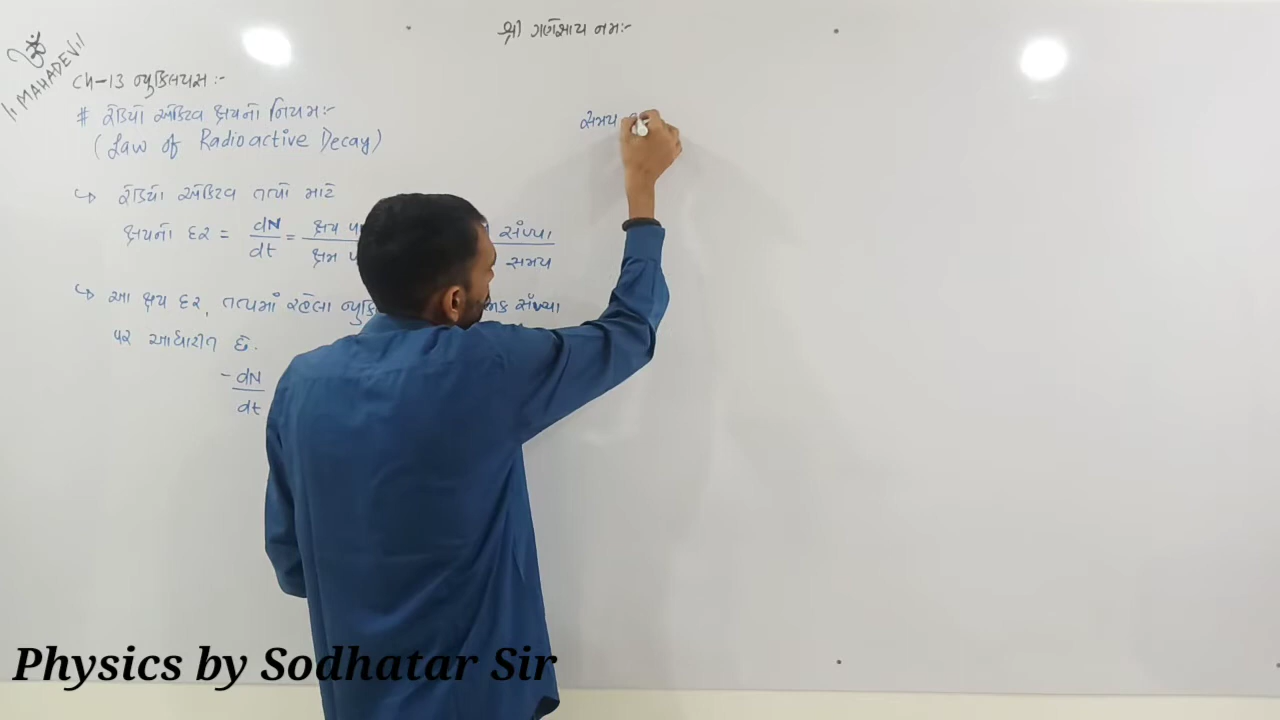 શ્રી ગણેશાય નમઃ-
ૐ
॥ MAHADEV ॥
Ch-13 ન્યુક્લિયસ :-
# રેડિયો એક્ટિવ ક્ષયનો નિયમ:-
(Law of Radioactive Decay)
↪ રેડિયો એક્ટિવ તત્વો માટે
ક્ષયનો દર = dN/dt = ક્ષય સંખ્યા
ક્ષય સમય
↪ આ ક્ષય દર, તત્વમાં રહેલા સંખ્યા
પર આધારીત છે.
-dN/dt
સમય
Physics by Sodhatar Sir